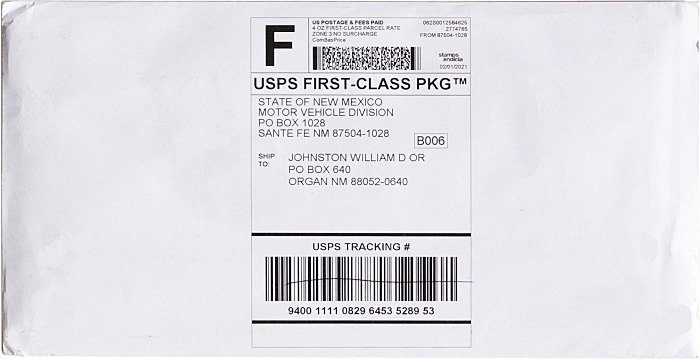 F
US POSTAGE & FEES PAID
4 OZ FIRST-CLASS PARCEL RATE
ZONE 3 NO SURCHARGE
ComBasPrice
062S0012584625
2774765
FROM 87504-1028
stamps
endicia
02/01/2021
USPS FIRST-CLASS PKG™
STATE OF NEW MEXICO
MOTOR VEHICLE DIVISION
PO BOX 1028
SANTE FE NM 87504-1028
B006
SHIP
TO:
JOHNSTON WILLIAM D OR
PO BOX 640
ORGAN NM 88052-0640
USPS TRACKING #
9400 1111 0829 6453 5289 53